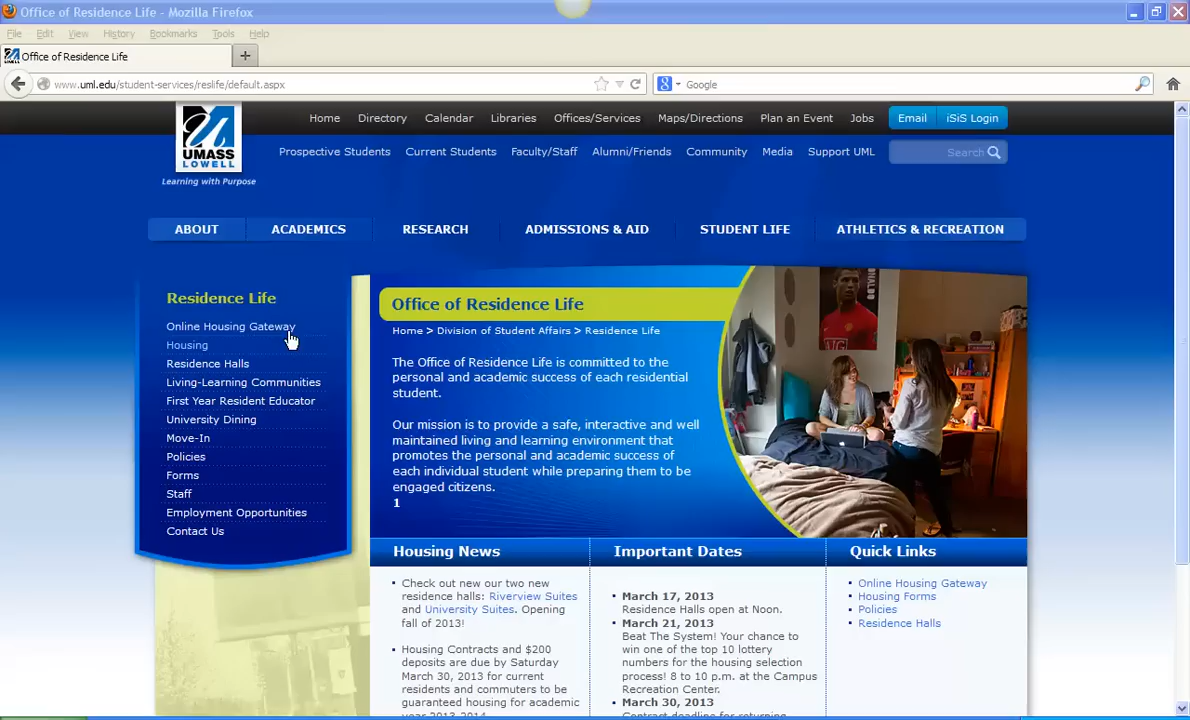 Office of Residence Life - Mozilla Firefox
File Edit View History Bookmarks Tools Help
Office of Residence Life
www.uml.edu/student-services/reslife/default.aspx
Google
Home Directory Calendar Libraries Offices/Services Maps/Directions Plan an Event Jobs Email iSiS Login
UMASS
LOWELL
Learning with Purpose
Prospective Students Current Students Faculty/Staff Alumni/Friends Community Media Support UML Search
ABOUT ACADEMICS RESEARCH ADMISSIONS & AID STUDENT LIFE ATHLETICS & RECREATION
Residence Life
Online Housing Gateway
Housing
Residence Halls
Living-Learning Communities
First Year Resident Educator
University Dining
Move-In
Policies
Forms
Staff
Employment Opportunities
Contact Us
Office of Residence Life
Home > Division of Student Affairs > Residence Life
The Office of Residence Life is committed to the
personal and academic success of each residential
student.
Our mission is to provide a safe, interactive and well
maintained living and learning environment that
promotes the personal and academic success of
each individual student while preparing them to be
engaged citizens.
1
RONALDO
Housing News
Check out new our two new
residence halls: Riverview Suites
and University Suites. Opening
fall of 2013!
Housing Contracts and $200
deposits are due by Saturday
March 30, 2013 for current
residents and commuters to be
guaranteed housing for academic
year 2013-2014
Important Dates
March 17, 2013
Residence Halls open at Noon.
March 21, 2013
Beat The System! Your chance to
win one of the top 10 lottery
numbers for the housing selection
process! 8 to 10 p.m. at the Campus
Recreation Center.
March 30, 2013
Contract deadline for returning
Quick Links
Online Housing Gateway
Housing Forms
Policies
Residence Halls